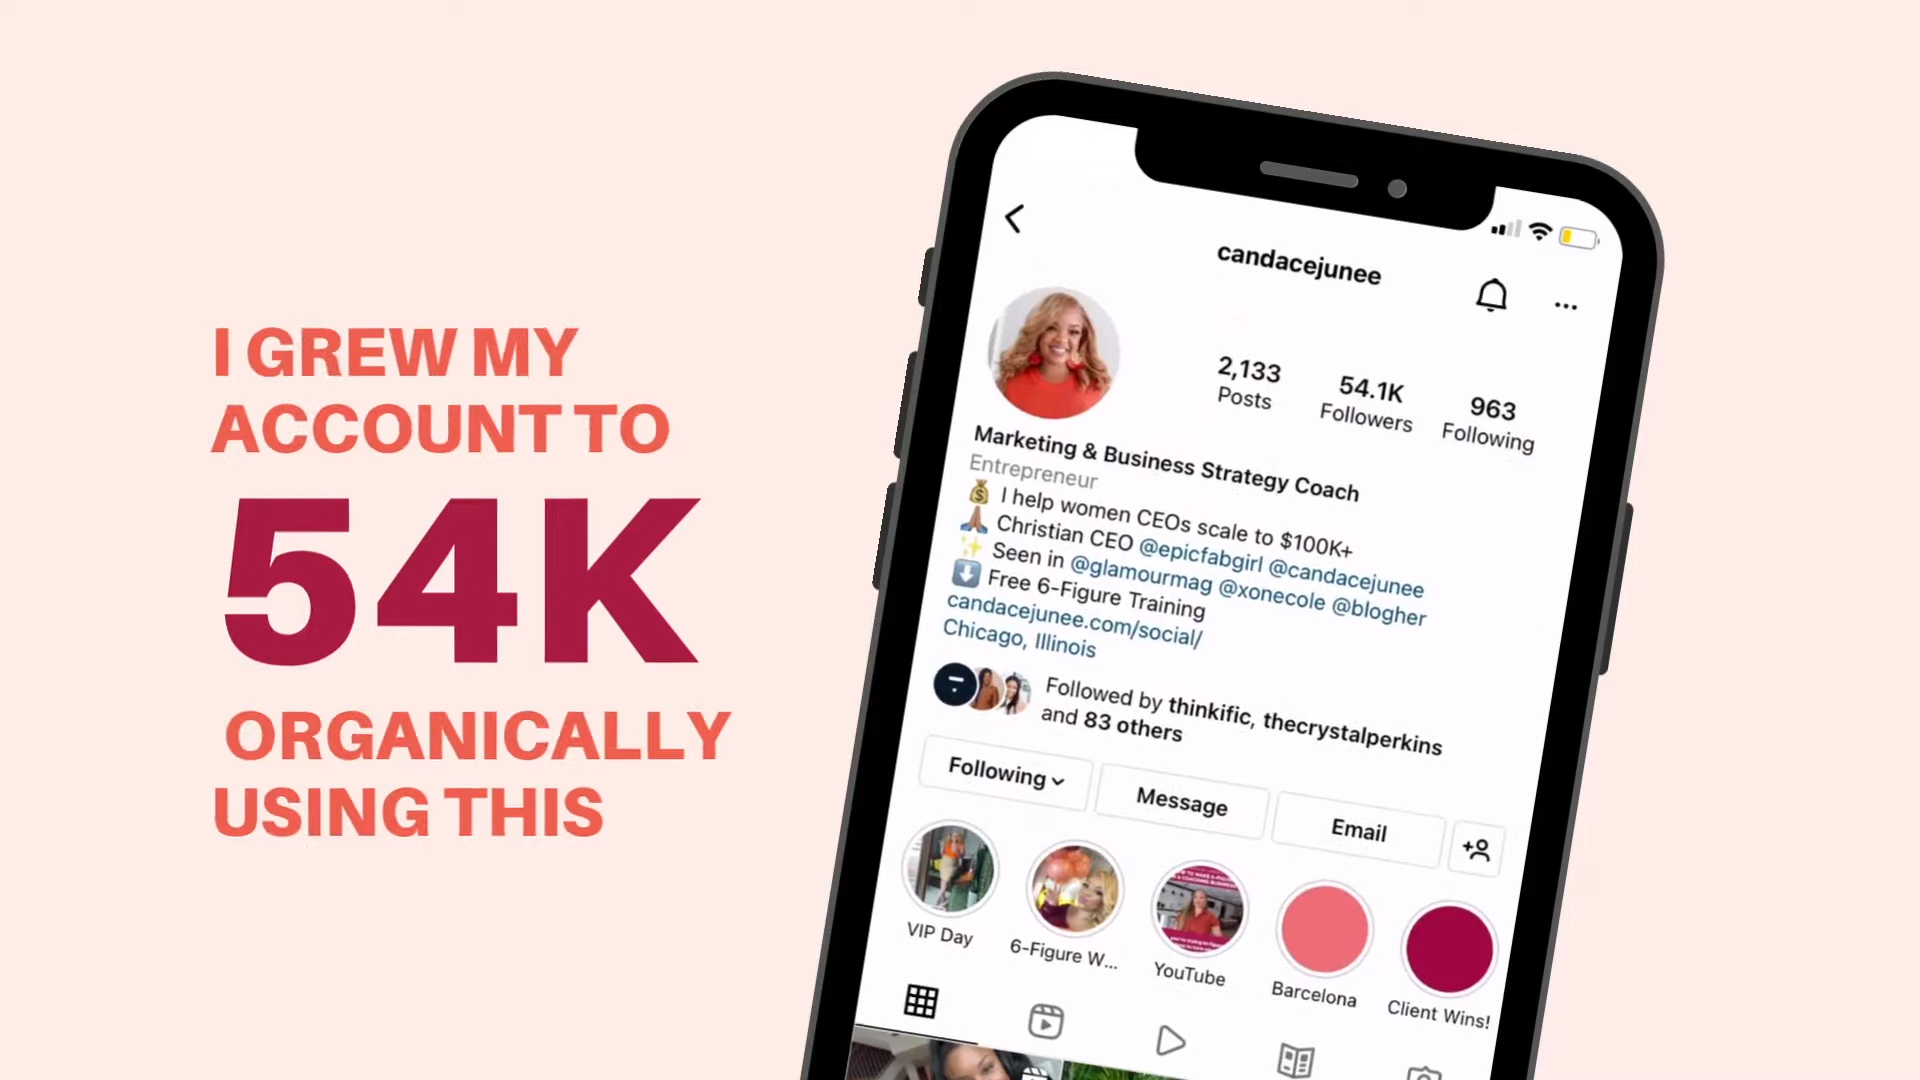 I GREW MY
ACCOUNT TO
54K
ORGANICALLY
USING THIS
candacejunee
2,133
Posts
54.1K
Followers
963
Following
Marketing & Business Strategy Coach
Entrepreneur
💰 I help women CEOs scale to $100K+
🙏🏽 Christian CEO @epicfabgirl @candacejunee
✨ Seen in @glamourmag @xonecole @blogher
⬇️ Free 6-Figure Training
candacejunee.com/social/
Chicago, Illinois
Followed by thinkific, thecrystalperkins
and 83 others
Following
Message
Email
VIP Day
6-Figure W...
YouTube
Barcelona
Client Wins!